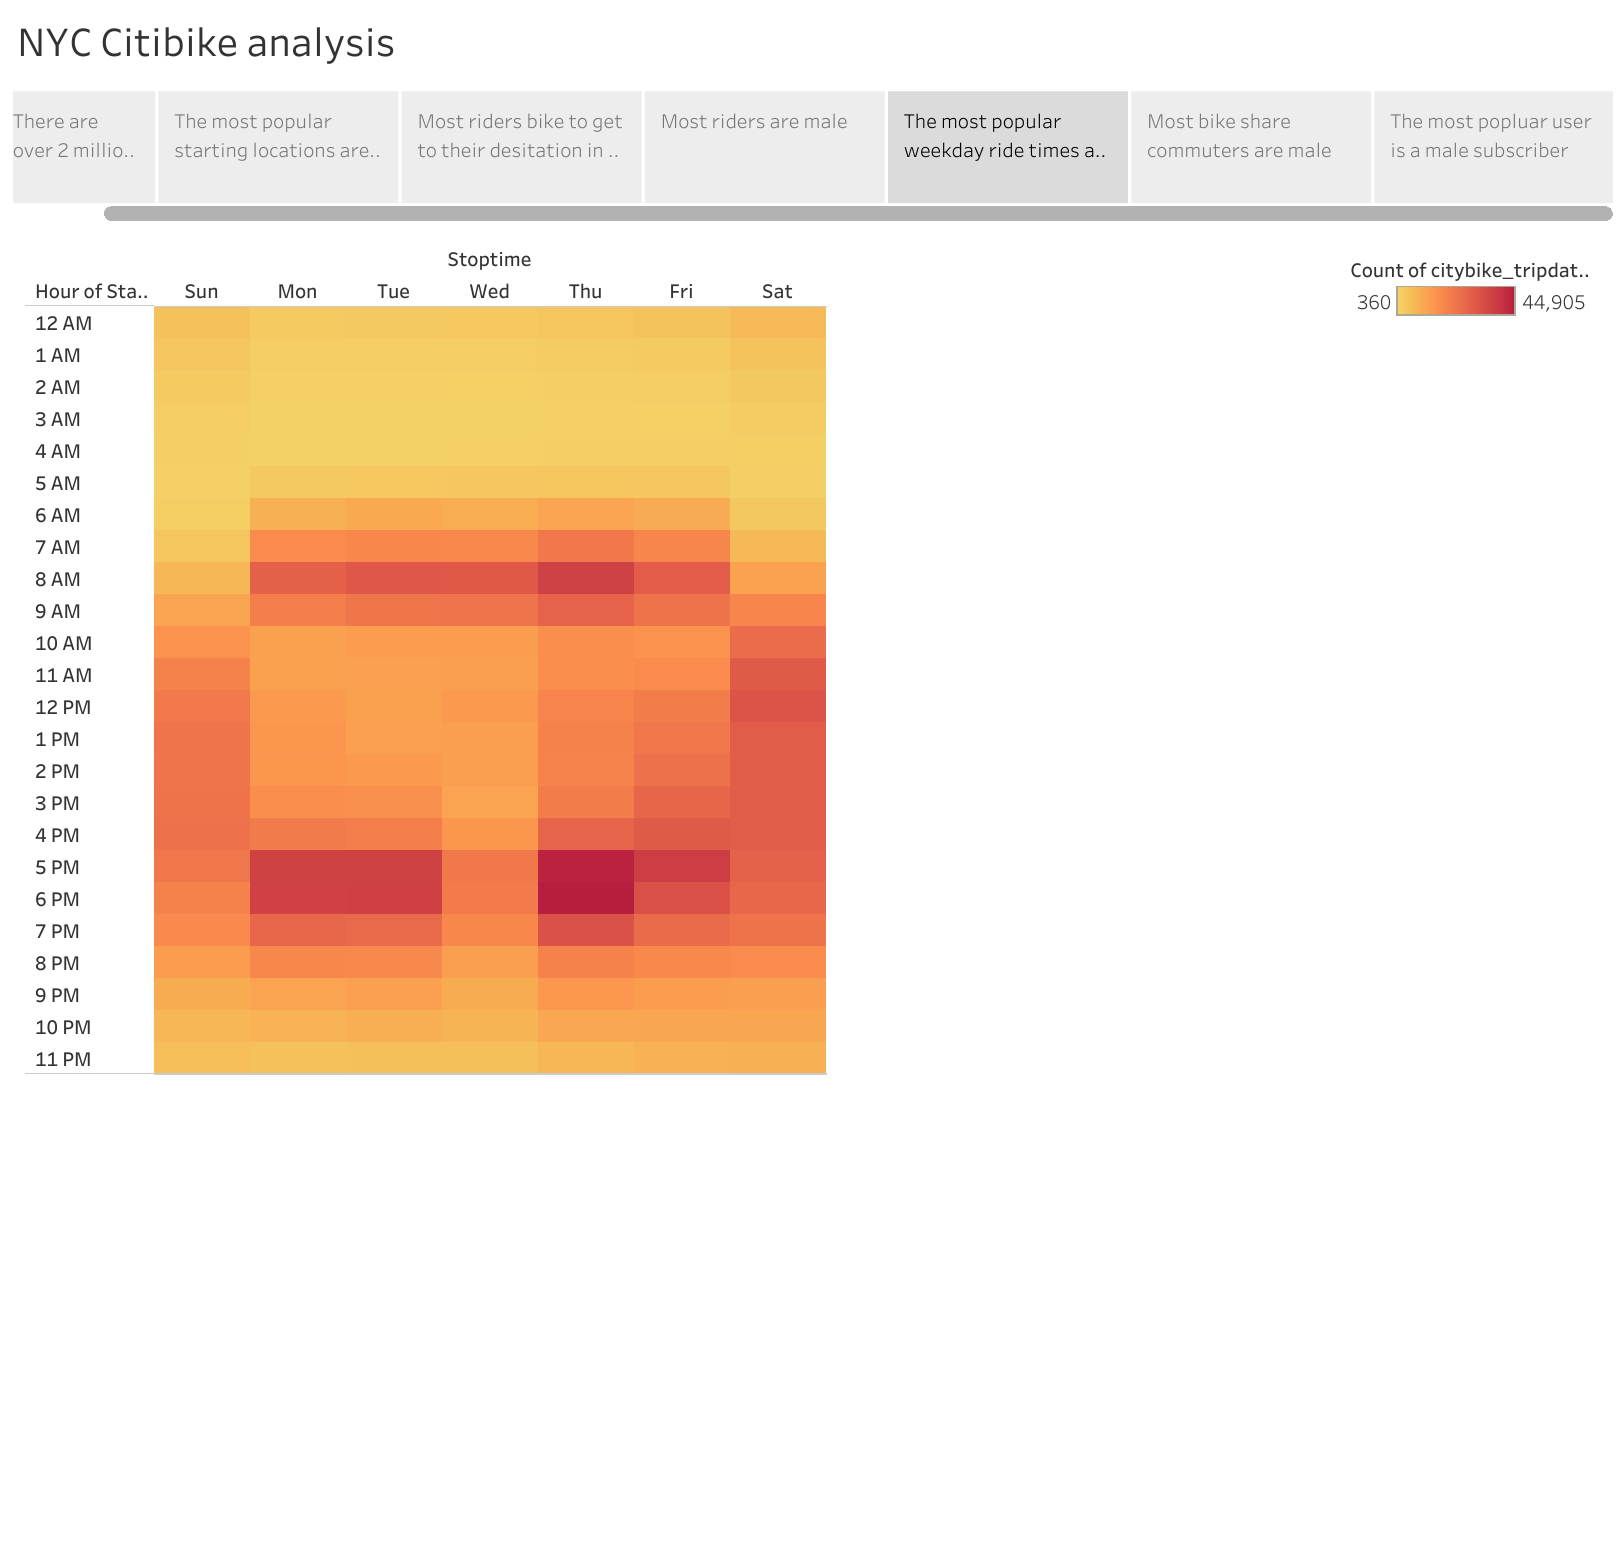 NYC Citibike analysis
There are
over 2 millio..
The most popular
starting locations are..
Most riders bike to get
to their desitation in ..
Most riders are male
The most popular
weekday ride times a..
Most bike share
commuters are male
The most popluar user
is a male subscriber
Stoptime
Hour of Sta.. Sun Mon Tue Wed Thu Fri Sat
12 AM
1 AM
2 AM
3 AM
4 AM
5 AM
6 AM
7 AM
8 AM
9 AM
10 AM
11 AM
12 PM
1 PM
2 PM
3 PM
4 PM
5 PM
6 PM
7 PM
8 PM
9 PM
10 PM
11 PM
Count of citybike_tripdat..
360 44,905